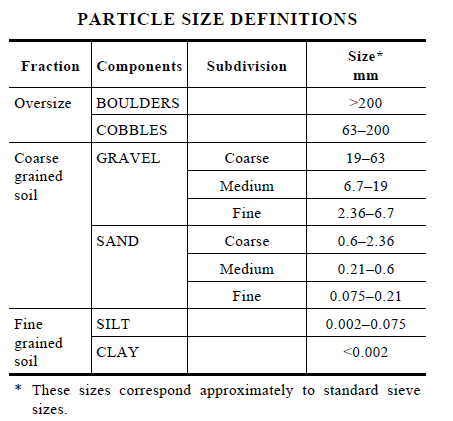 PARTICLE SIZE DEFINITIONS
Fraction Components Subdivision Size*
mm
Oversize BOULDERS >200
COBBLES 63–200
Coarse grained soil GRAVEL Coarse 19–63
Medium 6.7–19
Fine 2.36–6.7
SAND Coarse 0.6–2.36
Medium 0.21–0.6
Fine 0.075–0.21
Fine grained soil SILT 0.002–0.075
CLAY <0.002
* These sizes correspond approximately to standard sieve
sizes.